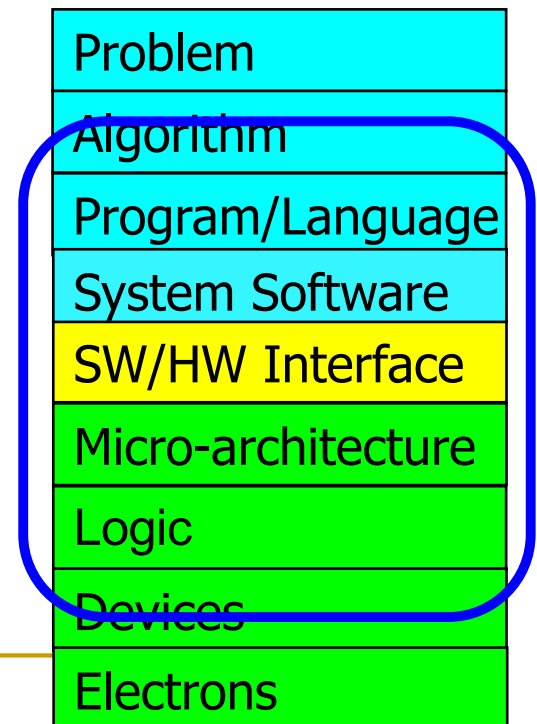 Problem
Algorithm
Program/Language
System Software
SW/HW Interface
Micro-architecture
Logic
Devices
Electrons